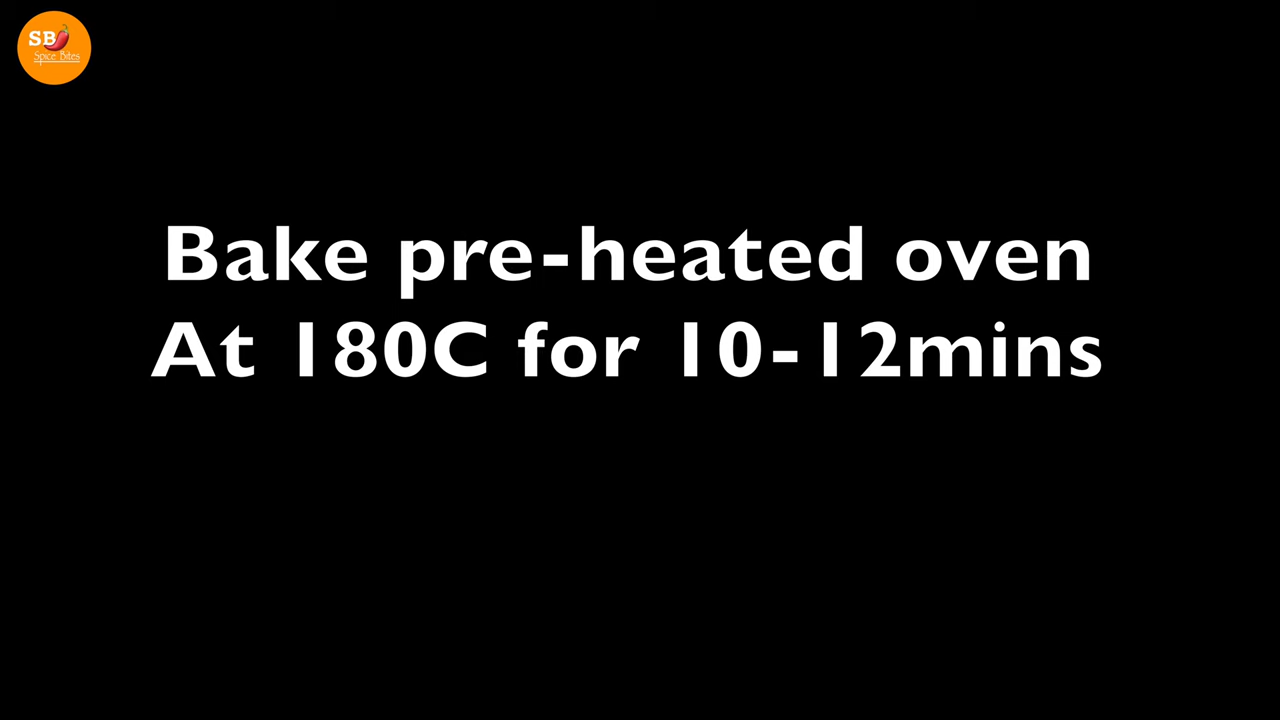 SB
Spice Bites
Bake pre-heated oven
At 180C for 10-12mins